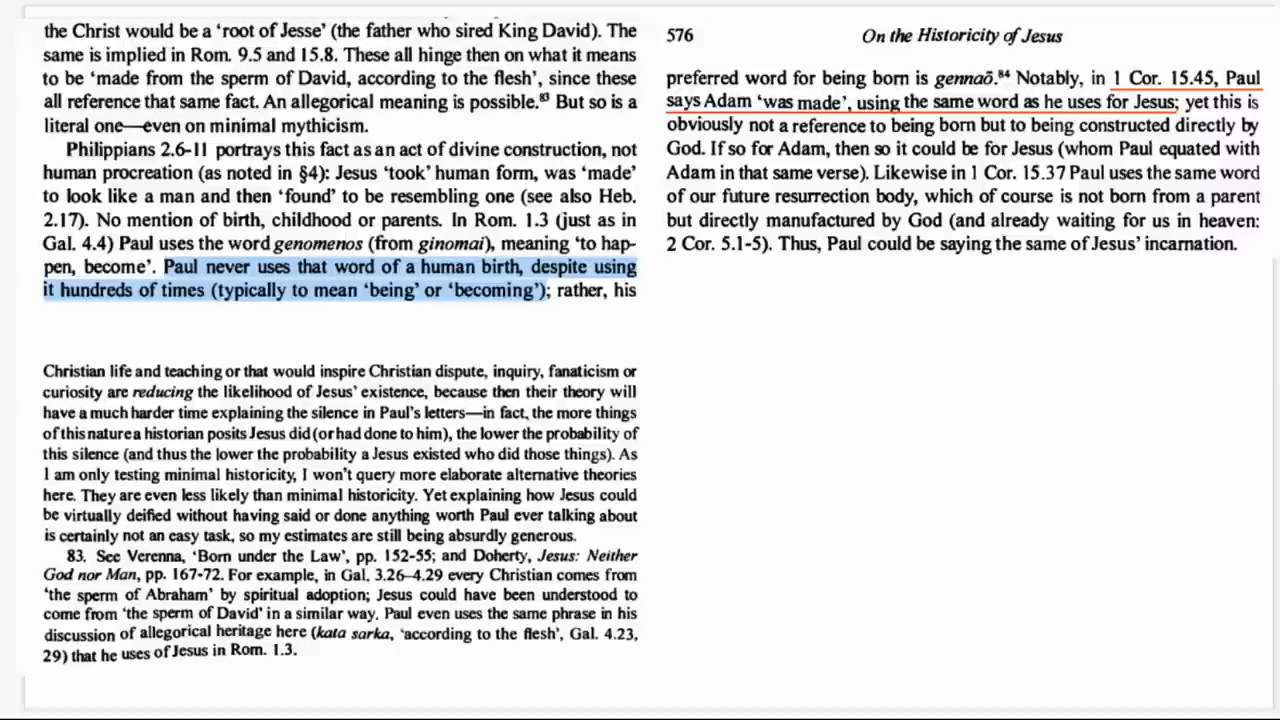 the Christ would be a ‘root of Jesse’ (the father who sired King David). The
same is implied in Rom. 9.5 and 15.8. These all hinge then on what it means
to be ‘made from the sperm of David, according to the flesh’, since these
all reference that same fact. An allegorical meaning is possible.⁸³ But so is a
literal one—even on minimal mythicism.
Philippians 2.6-11 portrays this fact as an act of divine construction, not
human procreation (as noted in §4): Jesus ‘took’ human form, was ‘made’
to look like a man and then ‘found’ to be resembling one (see also Heb.
2.17). No mention of birth, childhood or parents. In Rom. 1.3 (just as in
Gal. 4.4) Paul uses the word genomenos (from ginomai), meaning ‘to hap-
pen, become’. Paul never uses that word of a human birth, despite using
it hundreds of times (typically to mean ‘being’ or ‘becoming’); rather, his
Christian life and teaching or that would inspire Christian dispute, inquiry, fanaticism or
curiosity are reducing the likelihood of Jesus’ existence, because then their theory will
have a much harder time explaining the silence in Paul’s letters—in fact, the more things
of this nature a historian posits Jesus did (or had done to him), the lower the probability of
this silence (and thus the lower the probability a Jesus existed who did those things). As
I am only testing minimal historicity, I won’t query more elaborate alternative theories
here. They are even less likely than minimal historicity. Yet explaining how Jesus could
be virtually deified without having said or done anything worth Paul ever talking about
is certainly not an easy task, so my estimates are still being absurdly generous.
83. See Verenna, ‘Born under the Law’, pp. 152-55; and Doherty, Jesus: Neither
God nor Man, pp. 167-72. For example, in Gal. 3.26–4.29 every Christian comes from
‘the sperm of Abraham’ by spiritual adoption; Jesus could have been understood to
come from ‘the sperm of David’ in a similar way. Paul even uses the same phrase in his
discussion of allegorical heritage here (kata sarka, ‘according to the flesh’, Gal. 4.23,
29) that he uses of Jesus in Rom. 1.3.
576 On the Historicity of Jesus
preferred word for being born is gennaō.⁸⁴ Notably, in 1 Cor. 15.45, Paul
says Adam ‘was made’, using the same word as he uses for Jesus; yet this is
obviously not a reference to being born but to being constructed directly by
God. If so for Adam, then so it could be for Jesus (whom Paul equated with
Adam in that same verse). Likewise in 1 Cor. 15.37 Paul uses the same word
of our future resurrection body, which of course is not born from a parent
but directly manufactured by God (and already waiting for us in heaven:
2 Cor. 5.1-5). Thus, Paul could be saying the same of Jesus’ incarnation.